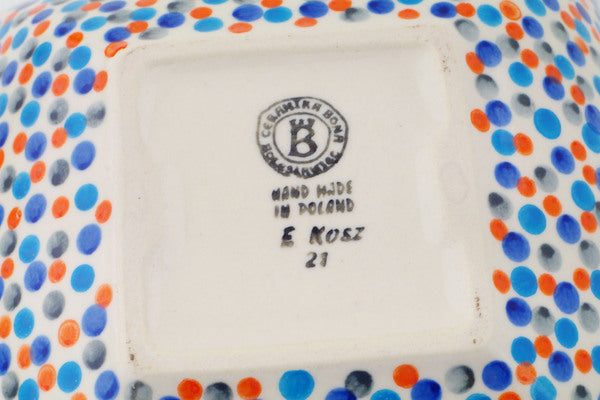 CERAMIKA BONA
B
HAND MADE
IN POLAND
E KOSZ
21